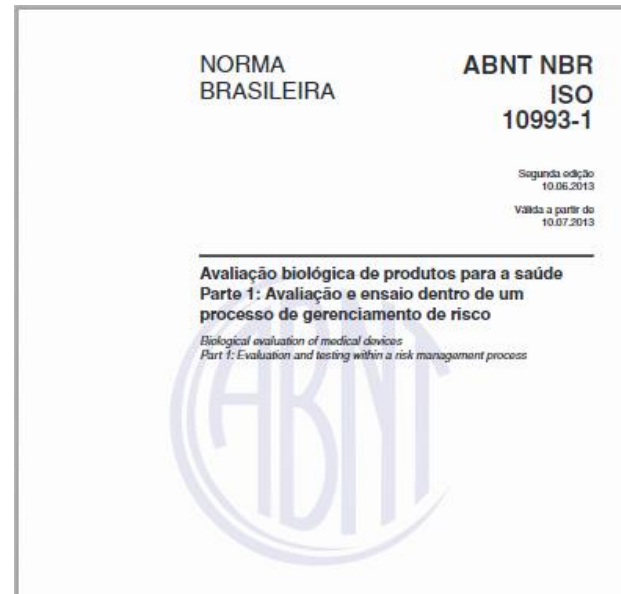 NORMA
BRASILEIRA
ABNT NBR
ISO
10993-1
Segunda edição
10.06.2013
Válida a partir de
10.07.2013
Avaliação biológica de produtos para a saúde
Parte 1: Avaliação e ensaio dentro de um
processo de gerenciamento de risco
Biological evaluation of medical devices
Part 1: Evaluation and testing within a risk management process
ABNT